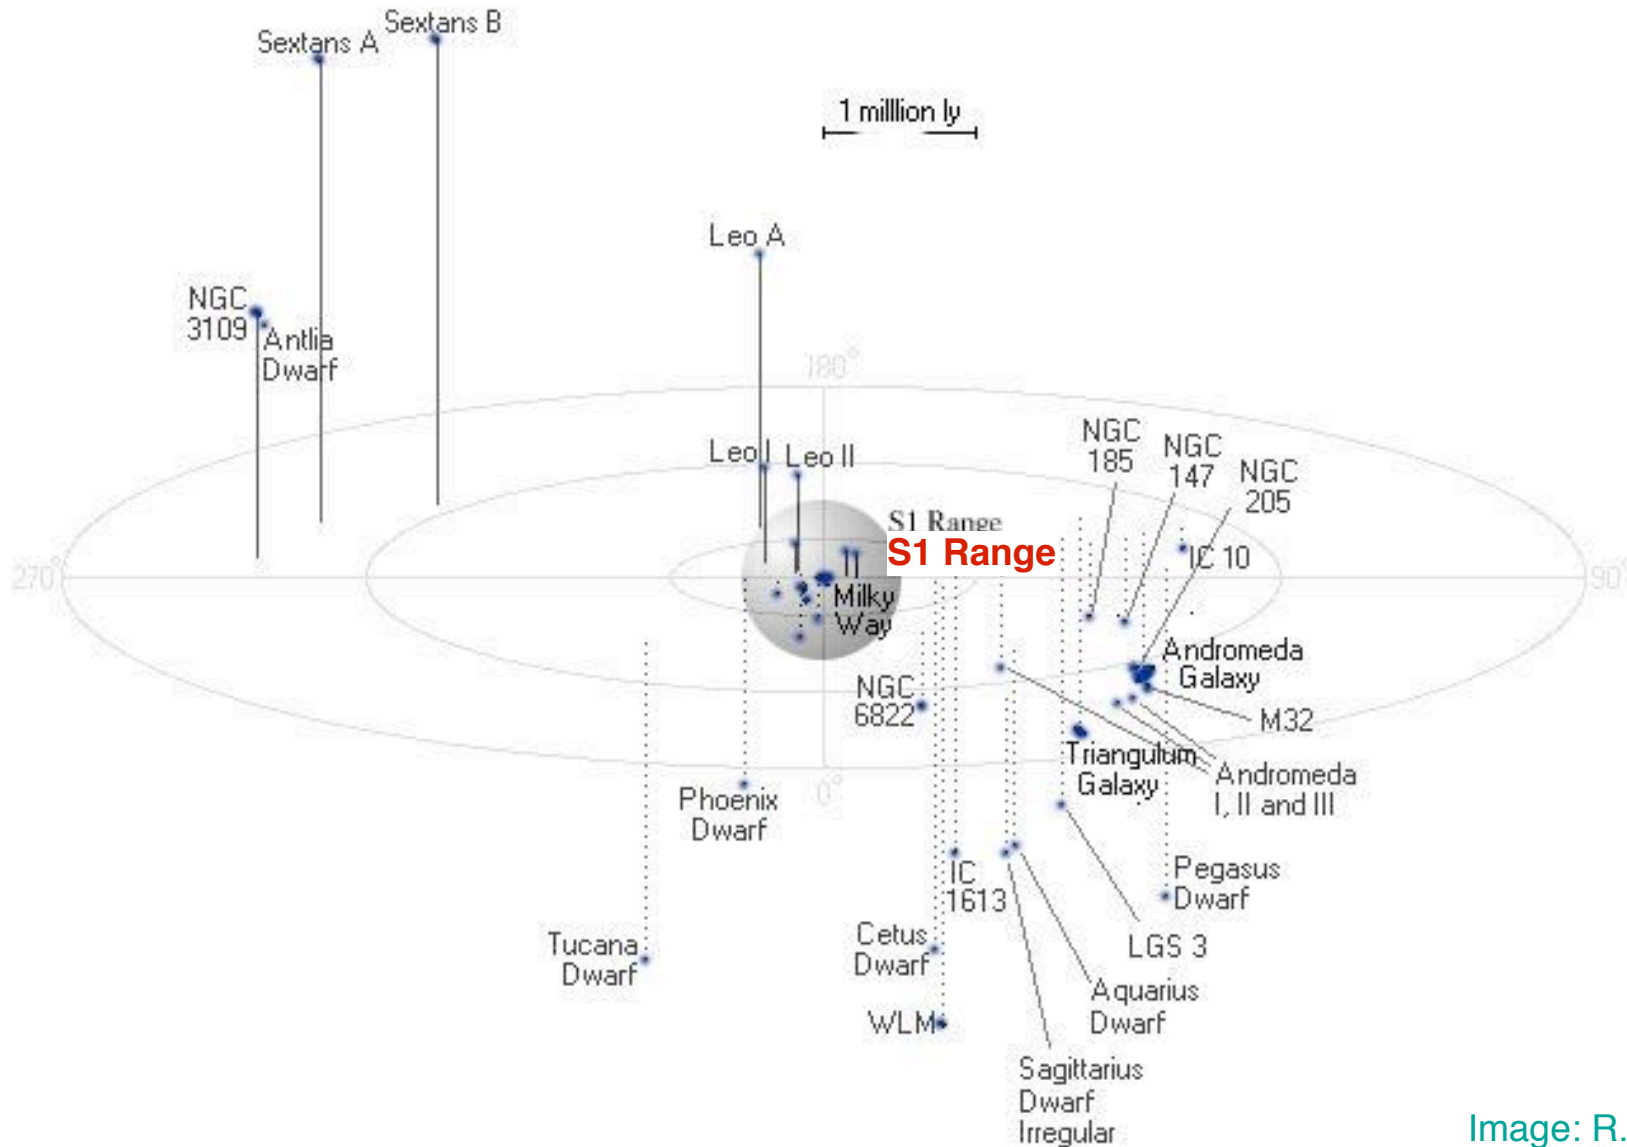 Sextans B
Sextans A
1 milllion ly
Leo A
NGC
3109
Antlia
Dwarf
180°
NGC
185
NGC
147
NGC
205
Leo I
Leo II
S1 Range
S1 Range
IC 10
270°
90°
Milky
Way
Andromeda
Galaxy
NGC
6822
M32
Triangulum
Galaxy
Andromeda
I, II and III
Phoenix
Dwarf
0°
IC
1613
Pegasus
Dwarf
Tucana
Dwarf
Cetus
Dwarf
LGS 3
Aquarius
Dwarf
WLM
Sagittarius
Dwarf
Irregular
Image: R.